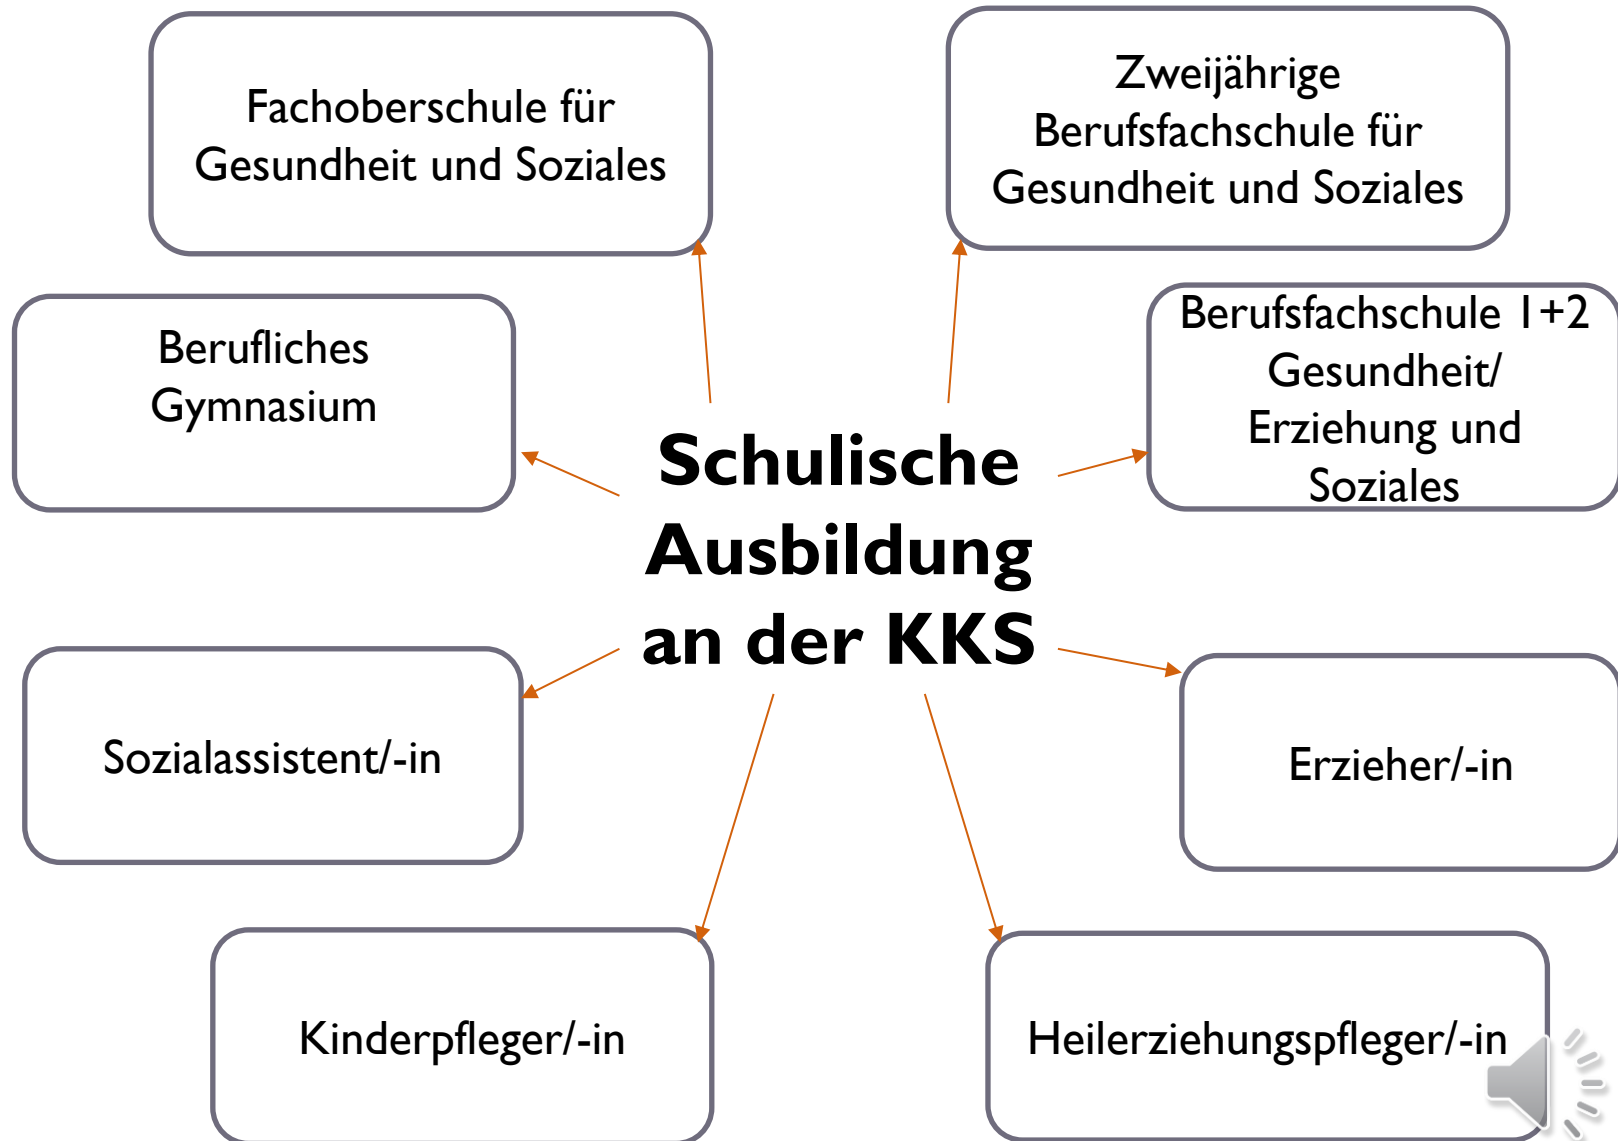 Fachoberschule für
Gesundheit und Soziales
Zweijährige
Berufsfachschule für
Gesundheit und Soziales
Berufliches
Gymnasium
Berufsfachschule 1+2
Gesundheit/
Erziehung und
Soziales
Schulische
Ausbildung
an der KKS
Sozialassistent/-in
Erzieher/-in
Kinderpfleger/-in
Heilerziehungspfleger/-in